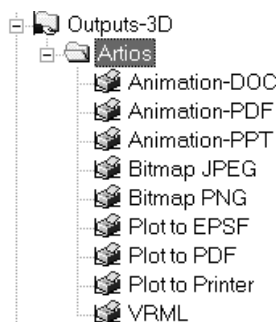 Outputs-3D
Artios
Animation-DOC
Animation-PDF
Animation-PPT
Bitmap JPEG
Bitmap PNG
Plot to EPSF
Plot to PDF
Plot to Printer
VRML